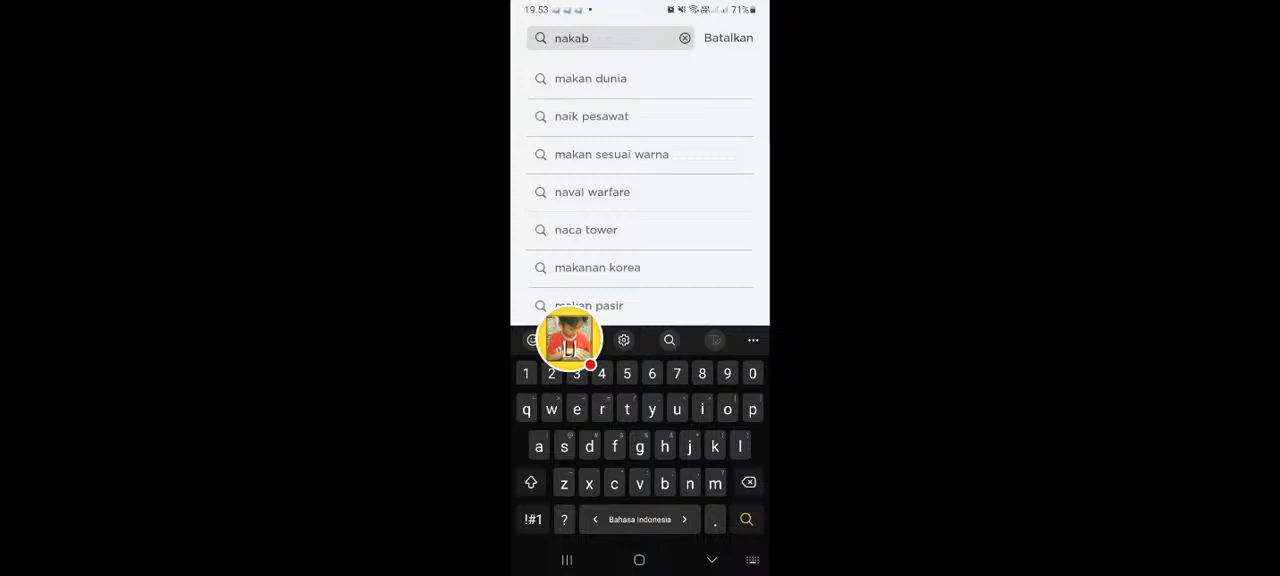 19.53 71%
nakab Batalkan
makan dunia
naik pesawat
makan sesuai warna
naval warfare
naca tower
makanan korea
makan pasir
1 2 3 4 5 6 7 8 9 0
q w e r t y u i o p
a s d f g h j k l
z x c v b n m
!#1 ? < Bahasa Indonesia > .